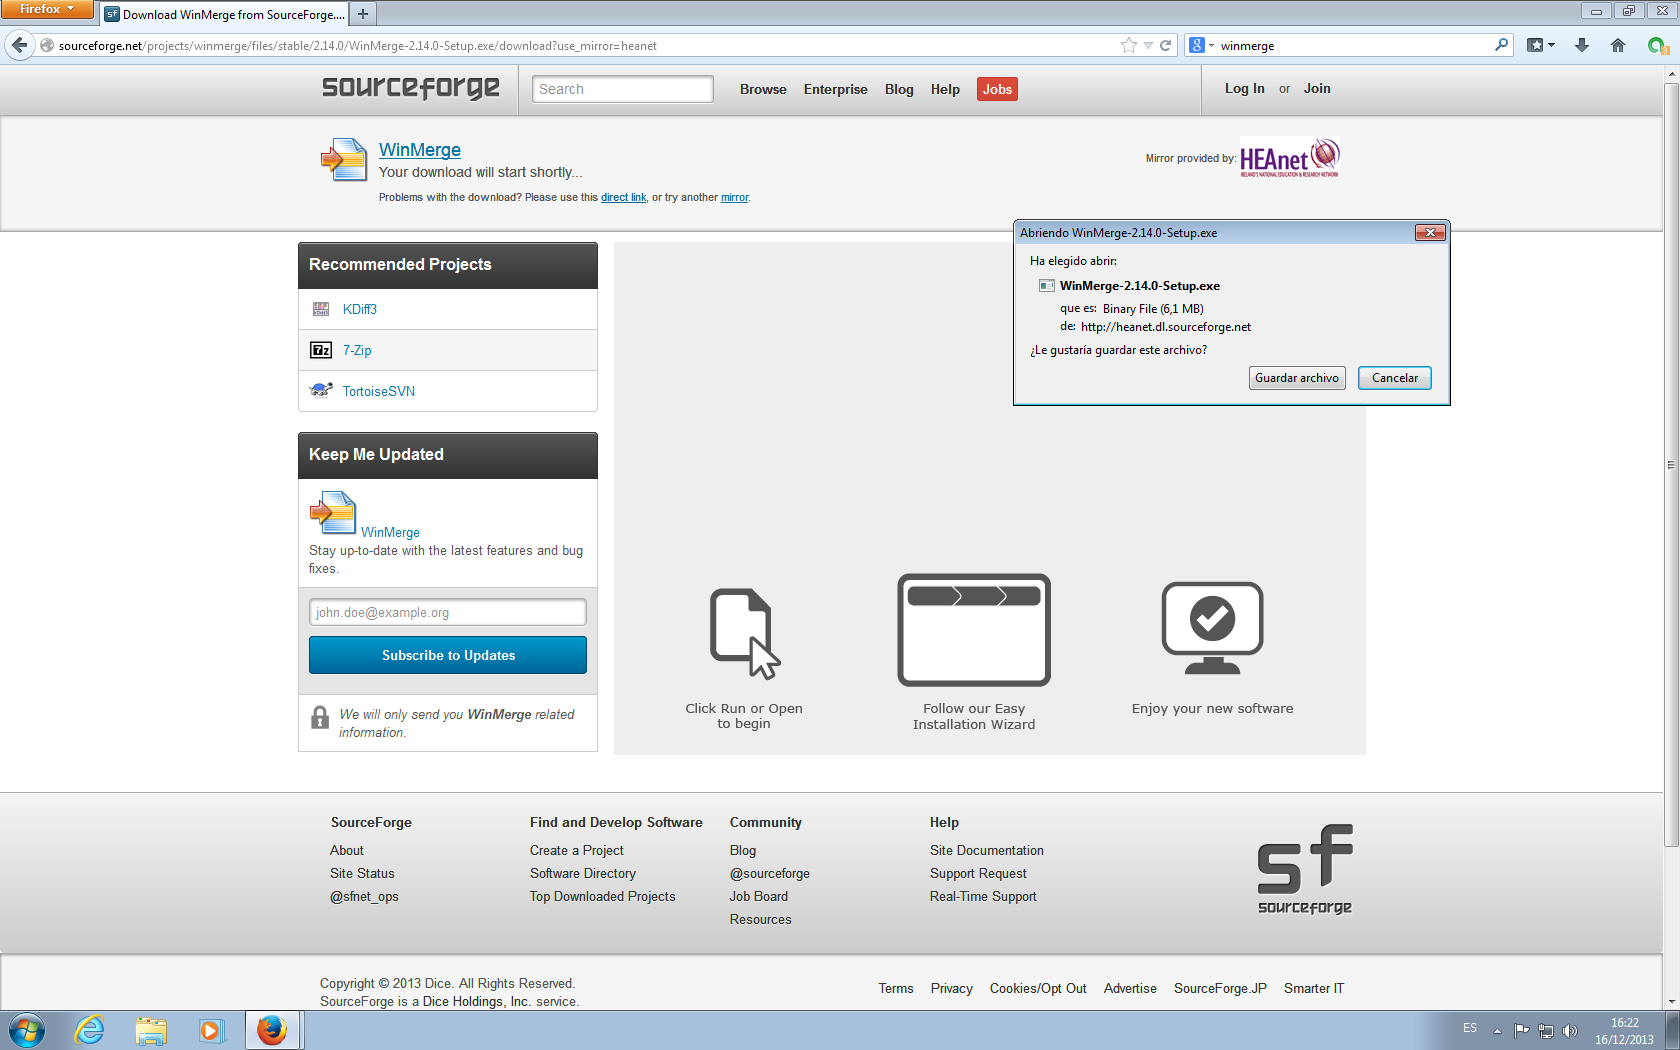 Firefox
Download WinMerge from SourceForge....
sourceforge.net/projects/winmerge/files/stable/2.14.0/WinMerge-2.14.0-Setup.exe/download?use_mirror=heanet
winmerge
sourceforge
Search
Browse
Enterprise
Blog
Help
Jobs
Log In or Join
WinMerge
Your download will start shortly...
Problems with the download? Please use this direct link, or try another mirror.
Mirror provided by:
HEAnet
IRELAND'S NATIONAL EDUCATION & RESEARCH NETWORK
Abriendo WinMerge-2.14.0-Setup.exe
Ha elegido abrir:
WinMerge-2.14.0-Setup.exe
que es: Binary File (6,1 MB)
de: http://heanet.dl.sourceforge.net
¿Le gustaría guardar este archivo?
Guardar archivo
Cancelar
Recommended Projects
KDiff3
7z
7-Zip
TortoiseSVN
Keep Me Updated
WinMerge
Stay up-to-date with the latest features and bug
fixes.
john.doe@example.org
Subscribe to Updates
We will only send you WinMerge related
information.
Click Run or Open
to begin
Follow our Easy
Installation Wizard
Enjoy your new software
SourceForge
About
Site Status
@sfnet_ops
Find and Develop Software
Create a Project
Software Directory
Top Downloaded Projects
Community
Blog
@sourceforge
Job Board
Resources
Help
Site Documentation
Support Request
Real-Time Support
sf
sourceforge
Copyright © 2013 Dice. All Rights Reserved.
SourceForge is a Dice Holdings, Inc. service.
Terms
Privacy
Cookies/Opt Out
Advertise
SourceForge.JP
Smarter IT
ES
16:22
16/12/2013